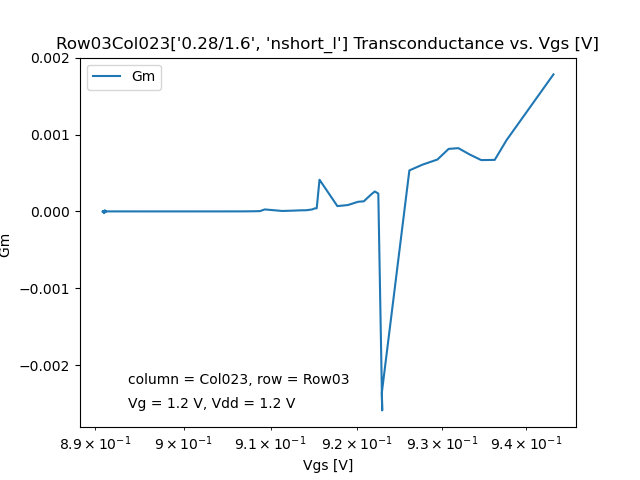 Row03Col023['0.28/1.6', 'nshort_l'] Transconductance vs. Vgs [V]
Gm
0.002
0.001
0.000
−0.001
−0.002
Gm
column = Col023, row = Row03
Vg = 1.2 V, Vdd = 1.2 V
8.9 × 10⁻¹ 9 × 10⁻¹ 9.1 × 10⁻¹ 9.2 × 10⁻¹ 9.3 × 10⁻¹ 9.4 × 10⁻¹
Vgs [V]